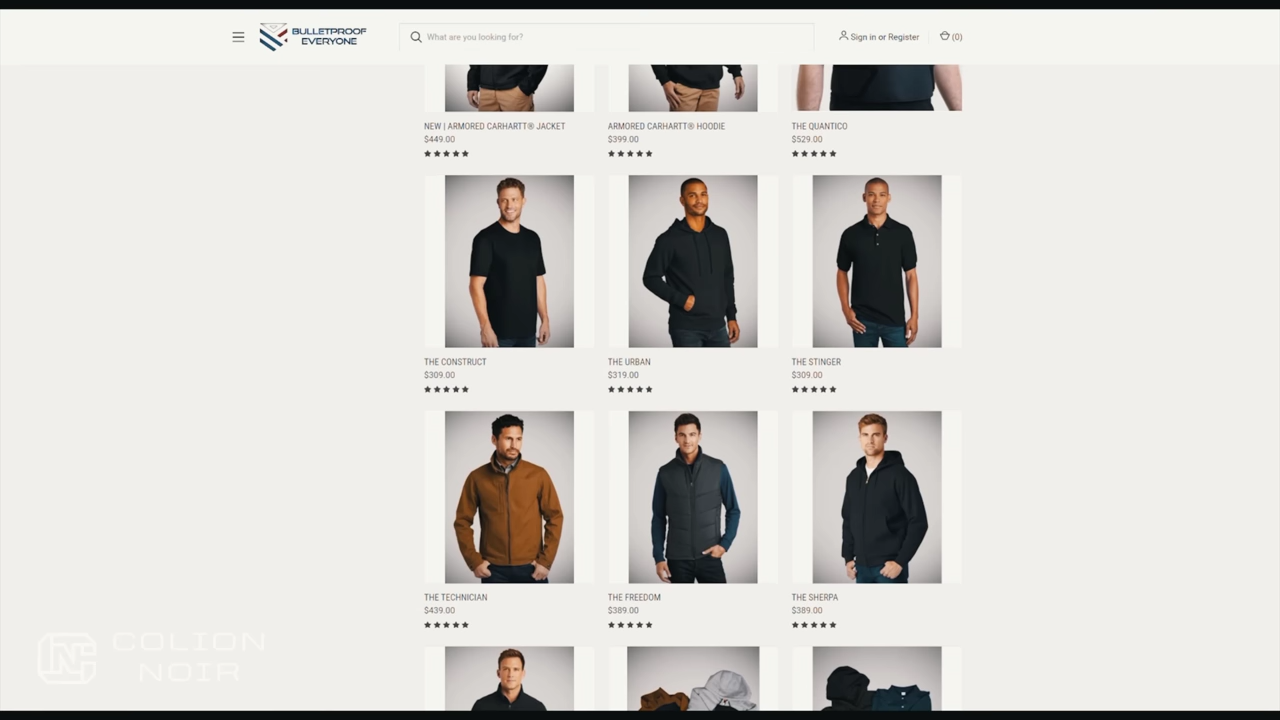 BULLETPROOF
EVERYONE
What are you looking for?
Sign in or Register
(0)
NEW | ARMORED CARHARTT® JACKET
$449.00
ARMORED CARHARTT® HOODIE
$399.00
THE QUANTICO
$529.00
THE CONSTRUCT
$309.00
THE URBAN
$319.00
THE STINGER
$309.00
THE TECHNICIAN
$439.00
THE FREEDOM
$389.00
THE SHERPA
$389.00
COLION
NOIR